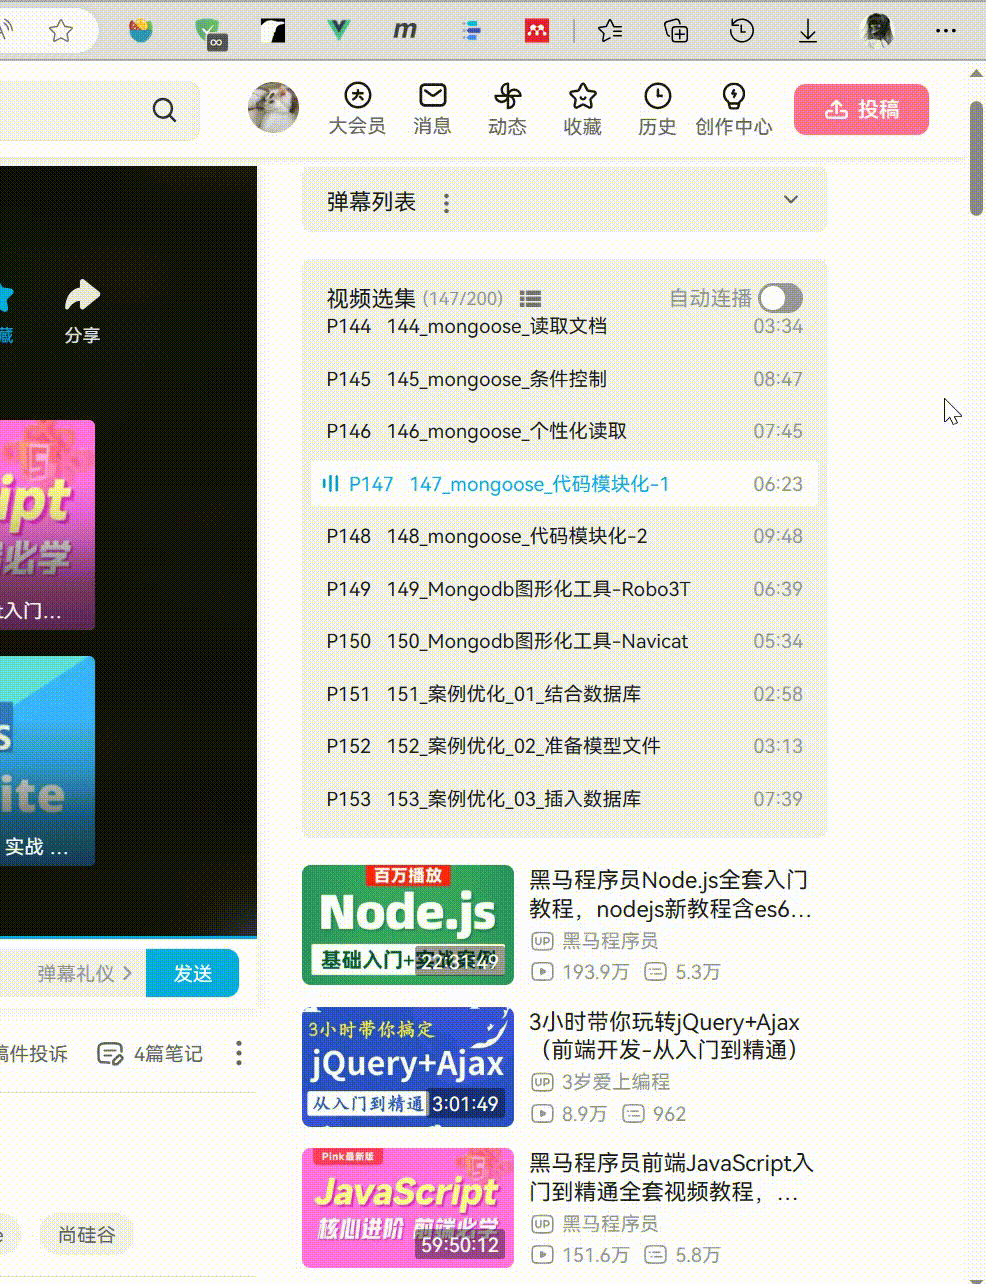 大会员
消息
动态
收藏
历史
创作中心
投稿
弹幕列表
视频选集 (147/200)
自动连播
P144 144_mongoose_读取文档 03:34
P145 145_mongoose_条件控制 08:47
P146 146_mongoose_个性化读取 07:45
P147 147_mongoose_代码模块化-1 06:23
P148 148_mongoose_代码模块化-2 09:48
P149 149_Mongodb图形化工具-Robo3T 06:39
P150 150_Mongodb图形化工具-Navicat 05:34
P151 151_案例优化_01_结合数据库 02:58
P152 152_案例优化_02_准备模型文件 03:13
P153 153_案例优化_03_插入数据库 07:39
藏
分享
ipt
必学
入门...
s
ite
实战 ...
弹幕礼仪
发送
稿件投诉
4篇笔记
e
尚硅谷
百万播放
Node.js
基础入门+实战案例
22:31:49
黑马程序员Node.js全套入门
教程，nodejs新教程含es6...
UP 黑马程序员
193.9万 5.3万
3小时带你搞定
jQuery+Ajax
从入门到精通
3:01:49
3小时带你玩转jQuery+Ajax
（前端开发-从入门到精通）
UP 3岁爱上编程
8.9万 962
Pink最新版
JavaScript
核心进阶 前端必学
59:50:12
黑马程序员前端JavaScript入
门到精通全套视频教程，...
UP 黑马程序员
151.6万 5.8万